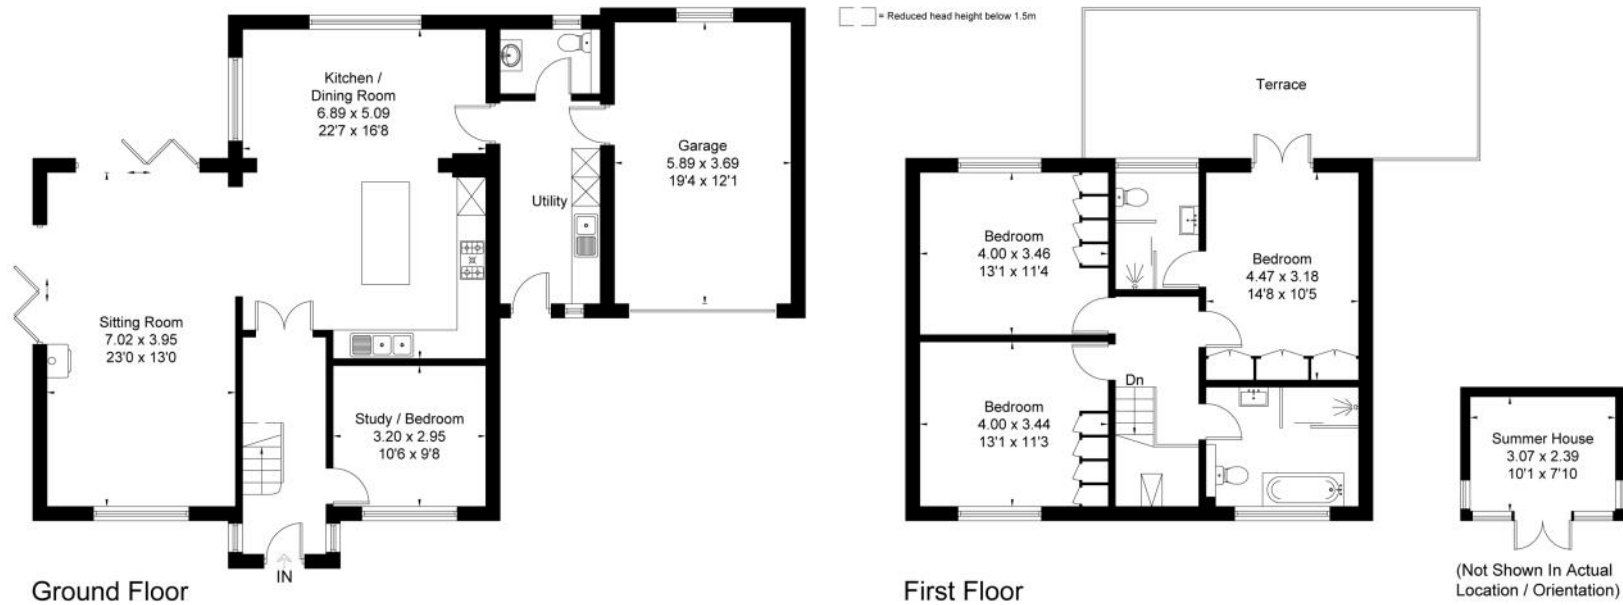 = Reduced head height below 1.5m
Kitchen /
Dining Room
6.89 x 5.09
22'7 x 16'8
Garage
5.89 x 3.69
19'4 x 12'1
Utility
Sitting Room
7.02 x 3.95
23'0 x 13'0
Study / Bedroom
3.20 x 2.95
10'6 x 9'8
IN
Ground Floor
Terrace
Bedroom
4.00 x 3.46
13'1 x 11'4
Bedroom
4.47 x 3.18
14'8 x 10'5
Dn
Bedroom
4.00 x 3.44
13'1 x 11'3
First Floor
Summer House
3.07 x 2.39
10'1 x 7'10
(Not Shown In Actual
Location / Orientation)